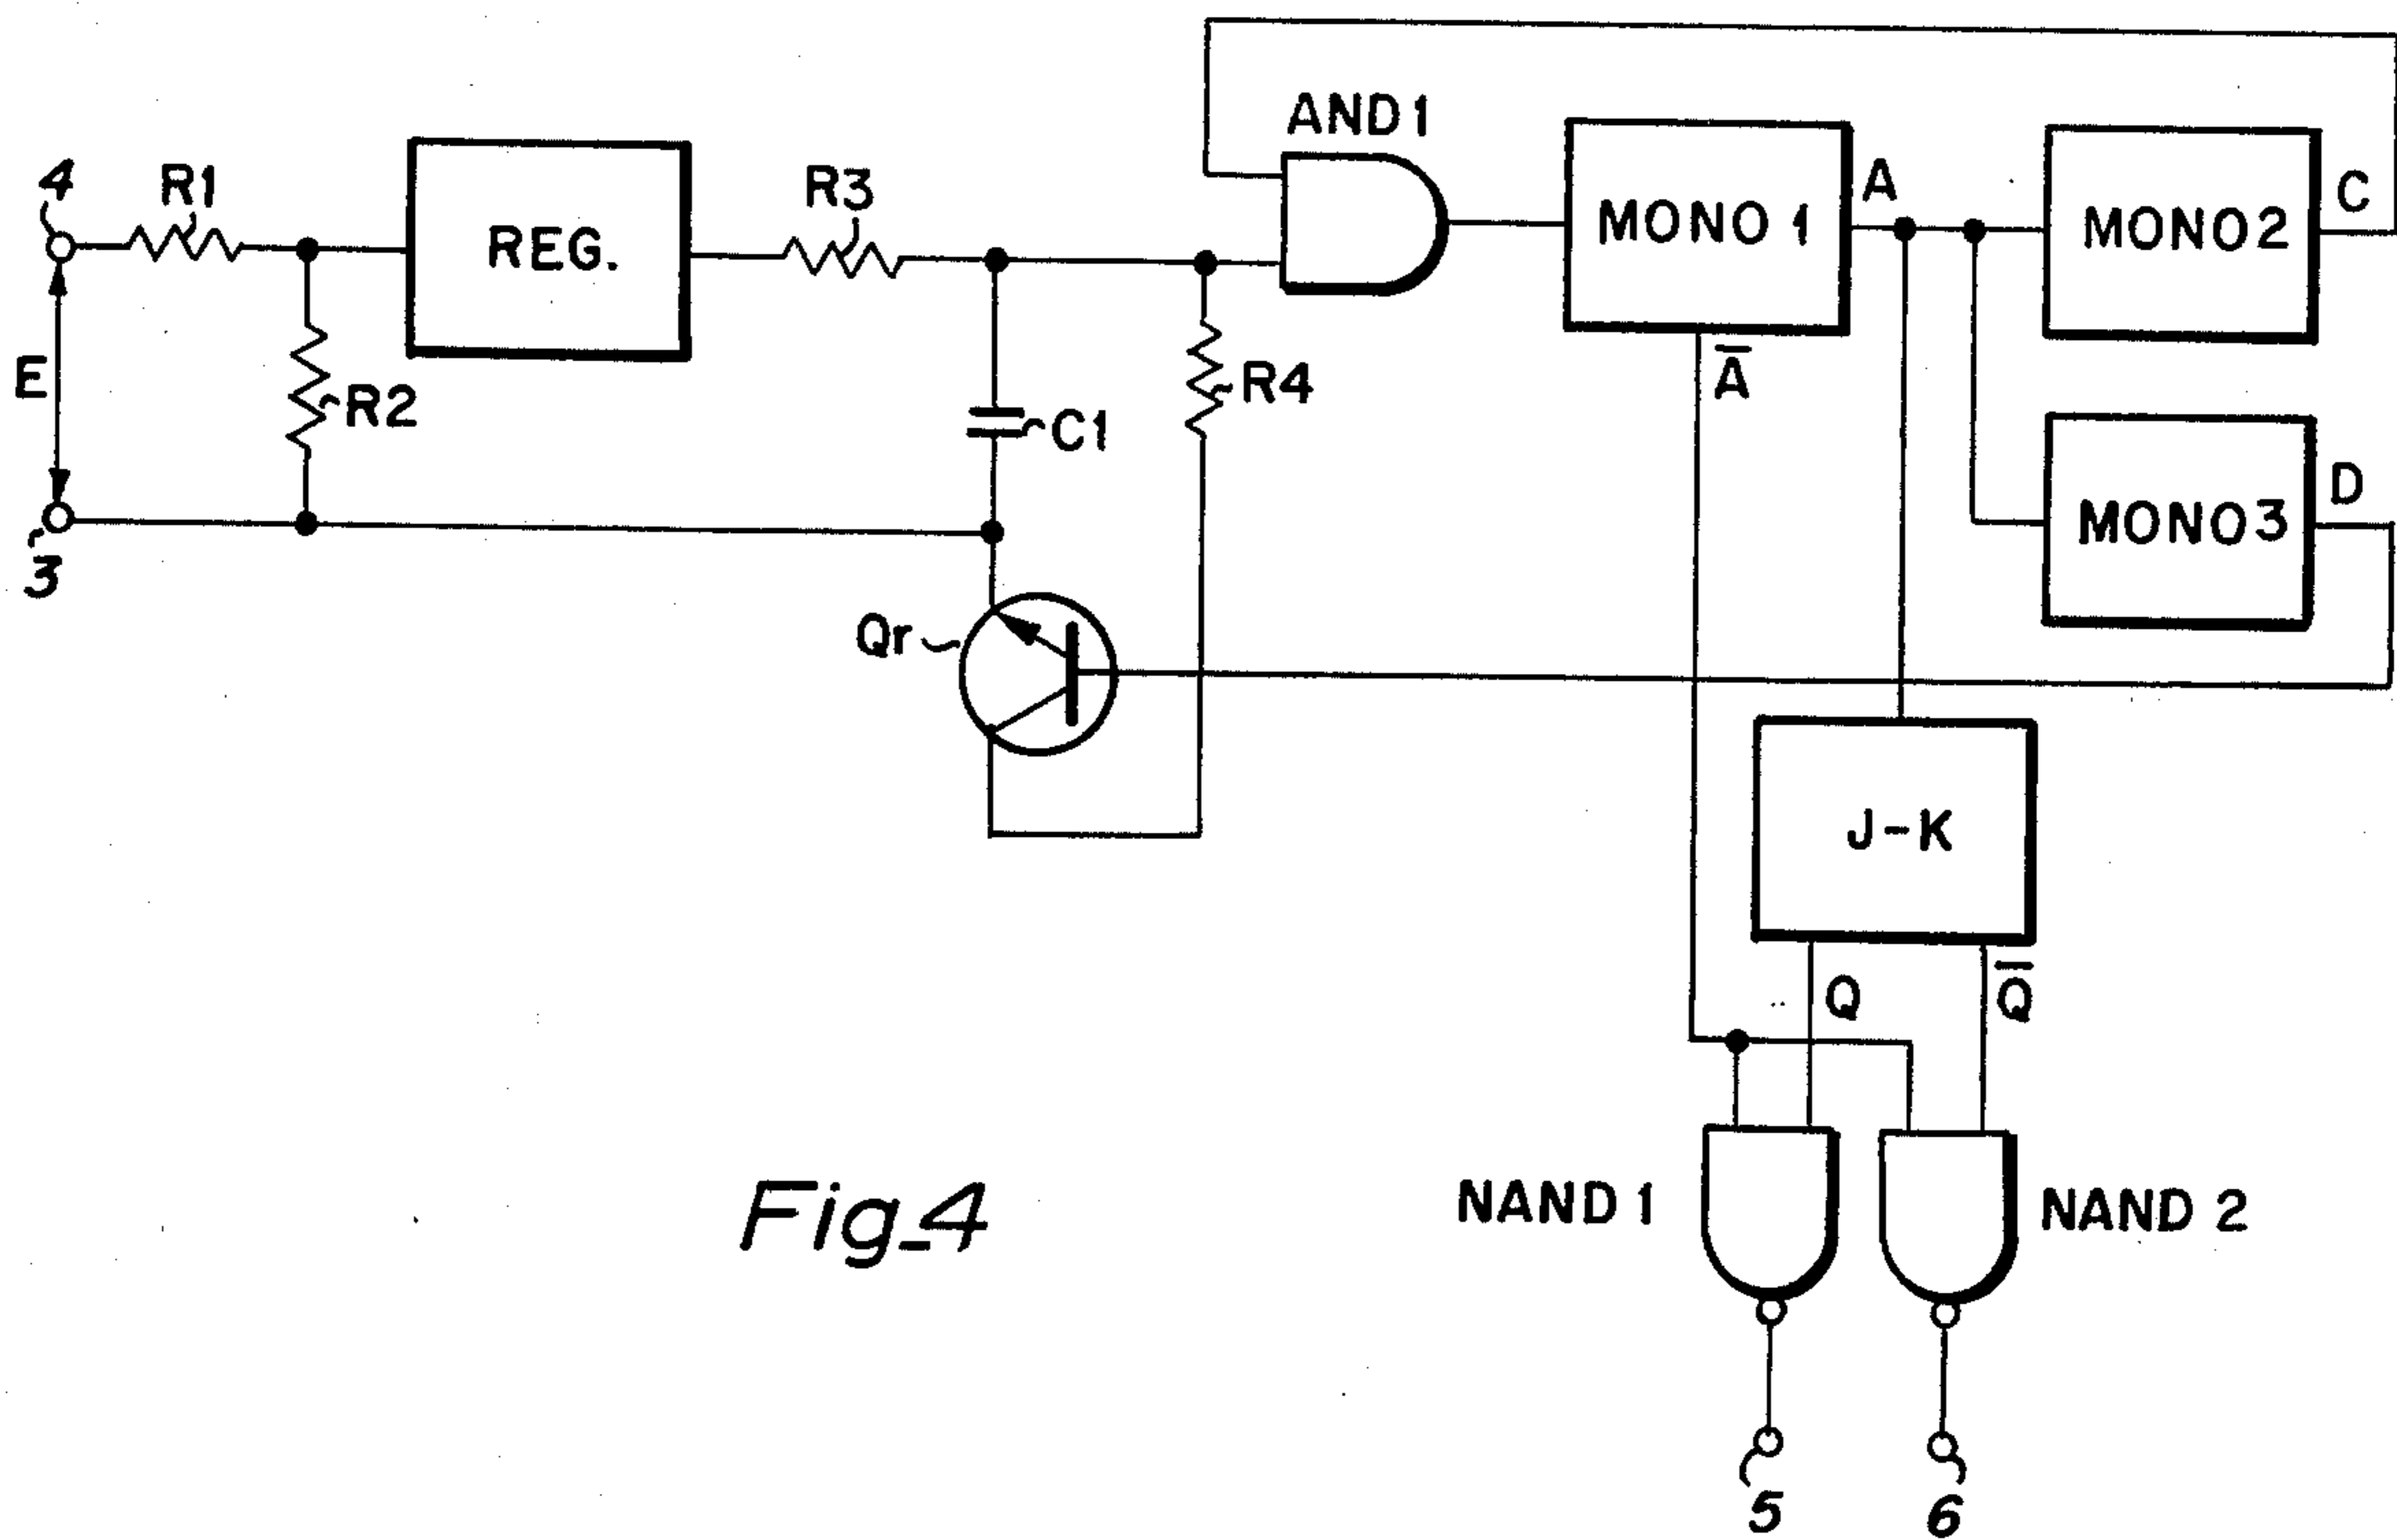 AND1
4
R1
REG.
R3
MONO 1
A
MONO2
C
E
R2
C1
R4
A̅
MONO3
D
3
Qr
J-K
Q
Q̅
Fig_4
NAND 1
NAND 2
5
6